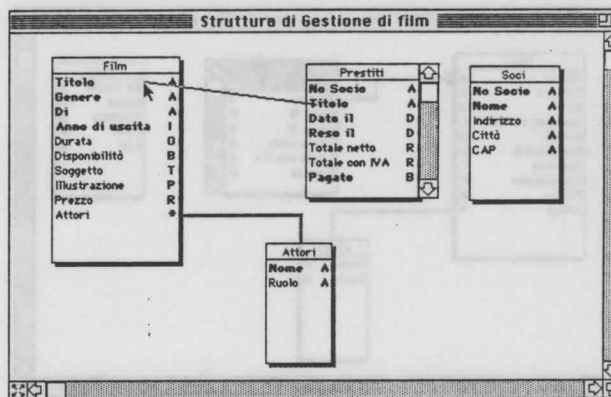 Struttura di Gestione di film
Film
Titolo A
Genere A
Di A
Anno di uscita I
Durata O
Disponibilità B
Soggetto T
Illustrazione P
Prezzo R
Attori *
Prestiti
No Socio A
Titolo A
Dato il D
Reso il D
Totale netto R
Totale con IVA R
Pagato B
Soci
No Socio A
Nome A
Indirizzo A
Città A
CAP A
Attori
Nome A
Ruolo A